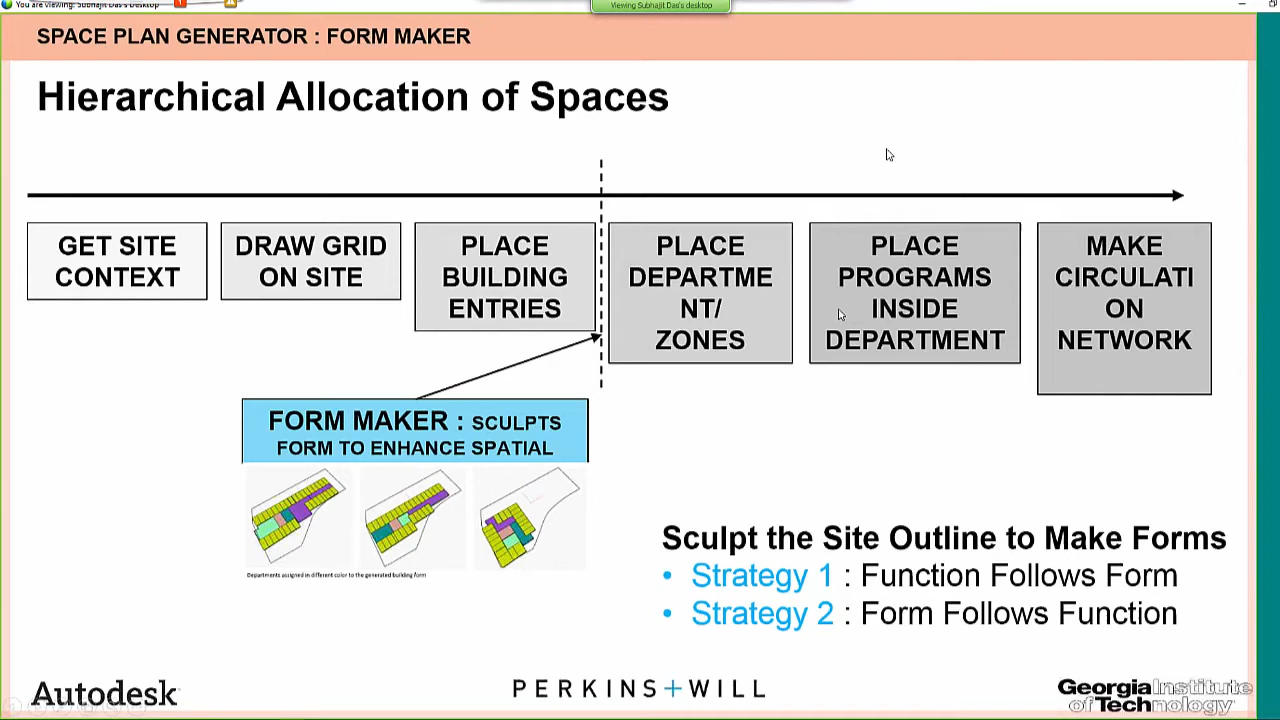 You are viewing: Subhajit Das's Desktop
Viewing Subhajit Das's desktop
SPACE PLAN GENERATOR : FORM MAKER
Hierarchical Allocation of Spaces
GET SITE
CONTEXT
DRAW GRID
ON SITE
PLACE
BUILDING
ENTRIES
PLACE
DEPARTME
NT/
ZONES
PLACE
PROGRAMS
INSIDE
DEPARTMENT
MAKE
CIRCULATI
ON
NETWORK
FORM MAKER : SCULPTS
FORM TO ENHANCE SPATIAL
Departments assigned in different color to the generated building form
Sculpt the Site Outline to Make Forms
• Strategy 1 : Function Follows Form
• Strategy 2 : Form Follows Function
Autodesk
PERKINS+WILL
Georgia Institute
of Technology